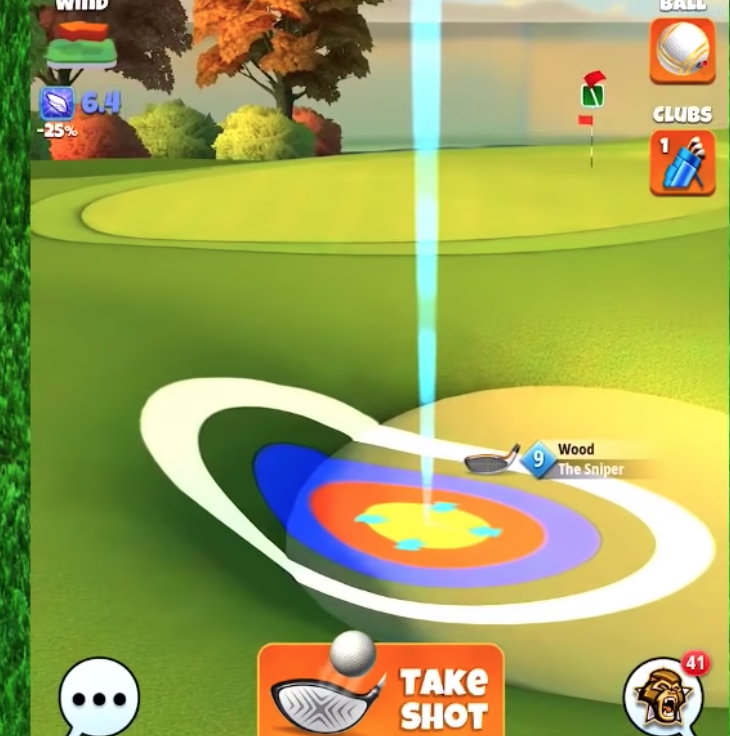 WIND
BALL
6.4
-25%
CLUBS
1
Wood
9
The Sniper
41
TAKE
SHOT